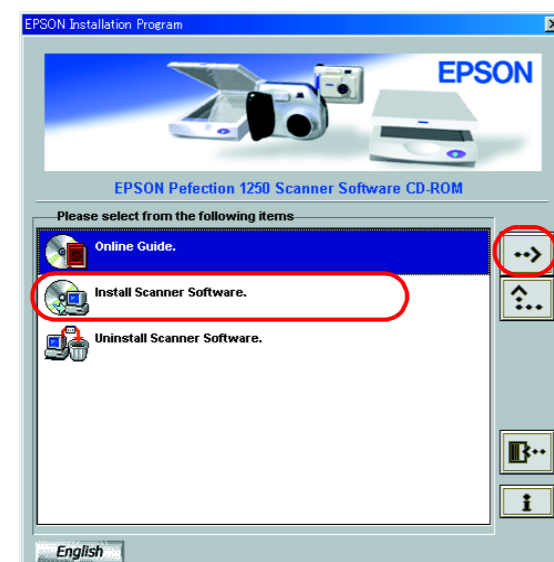 EPSON Installation Program
EPSON
EPSON Pefection 1250 Scanner Software CD-ROM
Please select from the following items
Online Guide.
Install Scanner Software.
Uninstall Scanner Software.
English